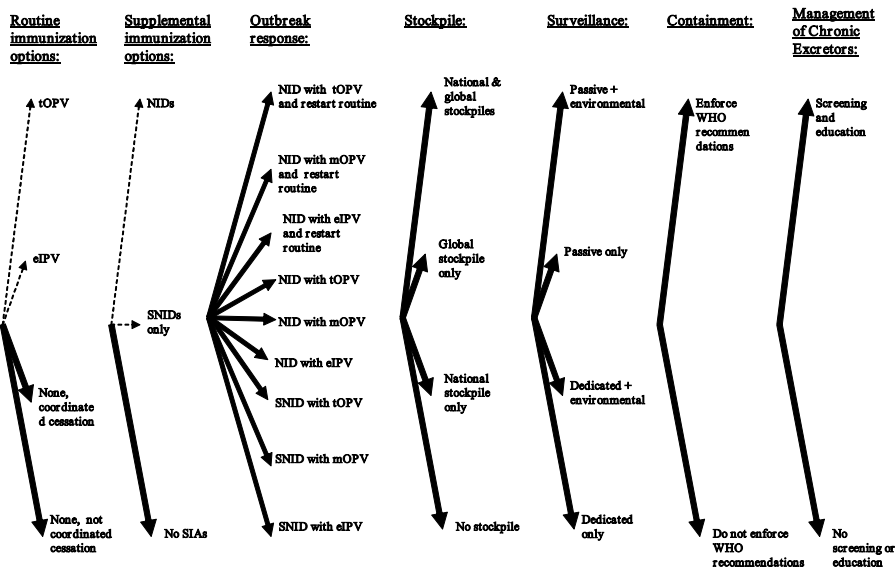 Routine
immunization
options:
tOPV
eIPV
None,
coordinate
d cessation
None, not
coordinated
cessation
Supplemental
immunization
options:
NIDs
SNIDs
only
No SIAs
Outbreak
response:
NID with tOPV
and restart routine
NID with mOPV
and restart
routine
NID with eIPV
and restart
routine
NID with tOPV
NID with mOPV
NID with eIPV
SNID with tOPV
SNID with mOPV
SNID with eIPV
Stockpile:
National &
global
stockpiles
Global
stockpile
only
National
stockpile
only
No stockpile
Surveillance:
Passive +
environmental
Passive only
Dedicated +
environmental
Dedicated
only
Containment:
Enforce
WHO
recommen
dations
Do not enforce
WHO
recommendations
Management
of Chronic
Excretors:
Screening
and
education
No
screening or
education